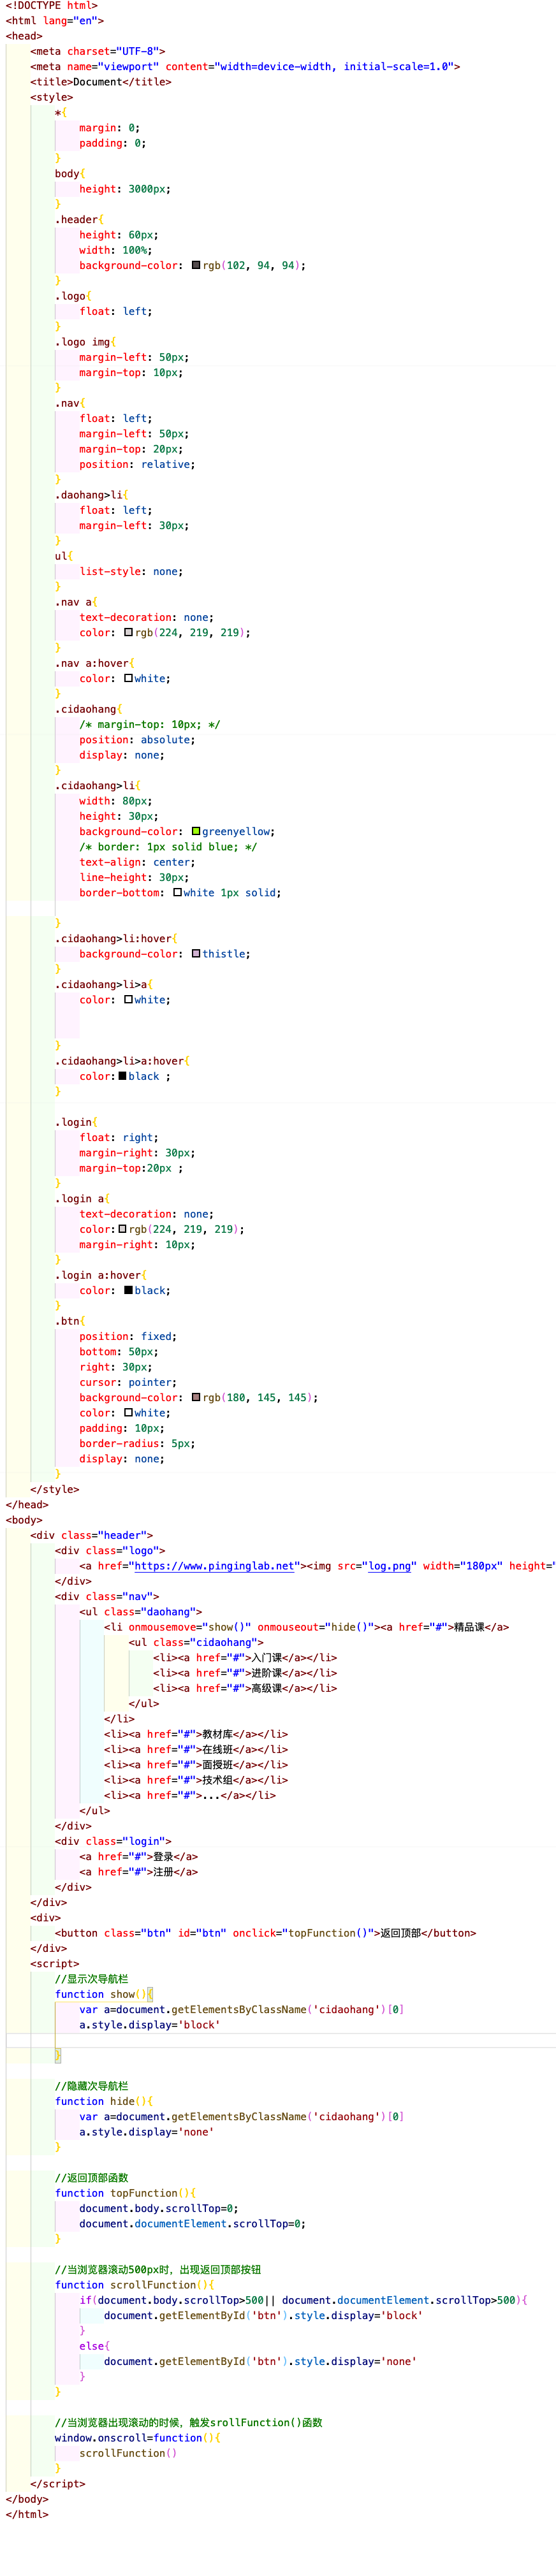 <!DOCTYPE html>
<html lang="en">
<head>
    <meta charset="UTF-8">
    <meta name="viewport" content="width=device-width, initial-scale=1.0">
    <title>Document</title>
    <style>
        *{
            margin: 0;
            padding: 0;
        }
        body{
            height: 3000px;
        }
        .header{
            height: 60px;
            width: 100%;
            background-color: rgb(102, 94, 94);
        }
        .logo{
            float: left;
        }
        .logo img{
            margin-left: 50px;
            margin-top: 10px;
        }
        .nav{
            float: left;
            margin-left: 50px;
            margin-top: 20px;
            position: relative;
        }
        .daohang>li{
            float: left;
            margin-left: 30px;
        }
        ul{
            list-style: none;
        }
        .nav a{
            text-decoration: none;
            color: rgb(224, 219, 219);
        }
        .nav a:hover{
            color: white;
        }
        .cidaohang{
            /* margin-top: 10px; */
            position: absolute;
            display: none;
        }
        .cidaohang>li{
            width: 80px;
            height: 30px;
            background-color: greenyellow;
            /* border: 1px solid blue; */
            text-align: center;
            line-height: 30px;
            border-bottom: white 1px solid;

        }
        .cidaohang>li:hover{
            background-color: thistle;
        }
        .cidaohang>li>a{
            color: white;


        }
        .cidaohang>li>a:hover{
            color:black ;
        }

        .login{
            float: right;
            margin-right: 30px;
            margin-top:20px ;
        }
        .login a{
            text-decoration: none;
            color:rgb(224, 219, 219);
            margin-right: 10px;
        }
        .login a:hover{
            color: black;
        }
        .btn{
            position: fixed;
            bottom: 50px;
            right: 30px;
            cursor: pointer;
            background-color: rgb(180, 145, 145);
            color: white;
            padding: 10px;
            border-radius: 5px;
            display: none;
        }
    </style>
</head>
<body>
    <div class="header">
        <div class="logo">
            <a href="https://www.pinginglab.net"><img src="log.png" width="180px" height="
        </div>
        <div class="nav">
            <ul class="daohang">
                <li onmousemove="show()" onmouseout="hide()"><a href="#">精品课</a>
                    <ul class="cidaohang">
                        <li><a href="#">入门课</a></li>
                        <li><a href="#">进阶课</a></li>
                        <li><a href="#">高级课</a></li>
                    </ul>
                </li>
                <li><a href="#">教材库</a></li>
                <li><a href="#">在线班</a></li>
                <li><a href="#">面授班</a></li>
                <li><a href="#">技术组</a></li>
                <li><a href="#">...</a></li>
            </ul>
        </div>
        <div class="login">
            <a href="#">登录</a>
            <a href="#">注册</a>
        </div>
    </div>
    <div>
        <button class="btn" id="btn" onclick="topFunction()">返回顶部</button>
    </div>
    <script>
        //显示次导航栏
        function show(){
            var a=document.getElementsByClassName('cidaohang')[0]
            a.style.display='block'

        }

        //隐藏次导航栏
        function hide(){
            var a=document.getElementsByClassName('cidaohang')[0]
            a.style.display='none'
        }

        //返回顶部函数
        function topFunction(){
            document.body.scrollTop=0;
            document.documentElement.scrollTop=0;
        }

        //当浏览器滚动500px时，出现返回顶部按钮
        function scrollFunction(){
            if(document.body.scrollTop>500|| document.documentElement.scrollTop>500){
                document.getElementById('btn').style.display='block'
            }
            else{
                document.getElementById('btn').style.display='none'
            }
        }

        //当浏览器出现滚动的时候，触发srollFunction()函数
        window.onscroll=function(){
            scrollFunction()
        }
    </script>
</body>
</html>